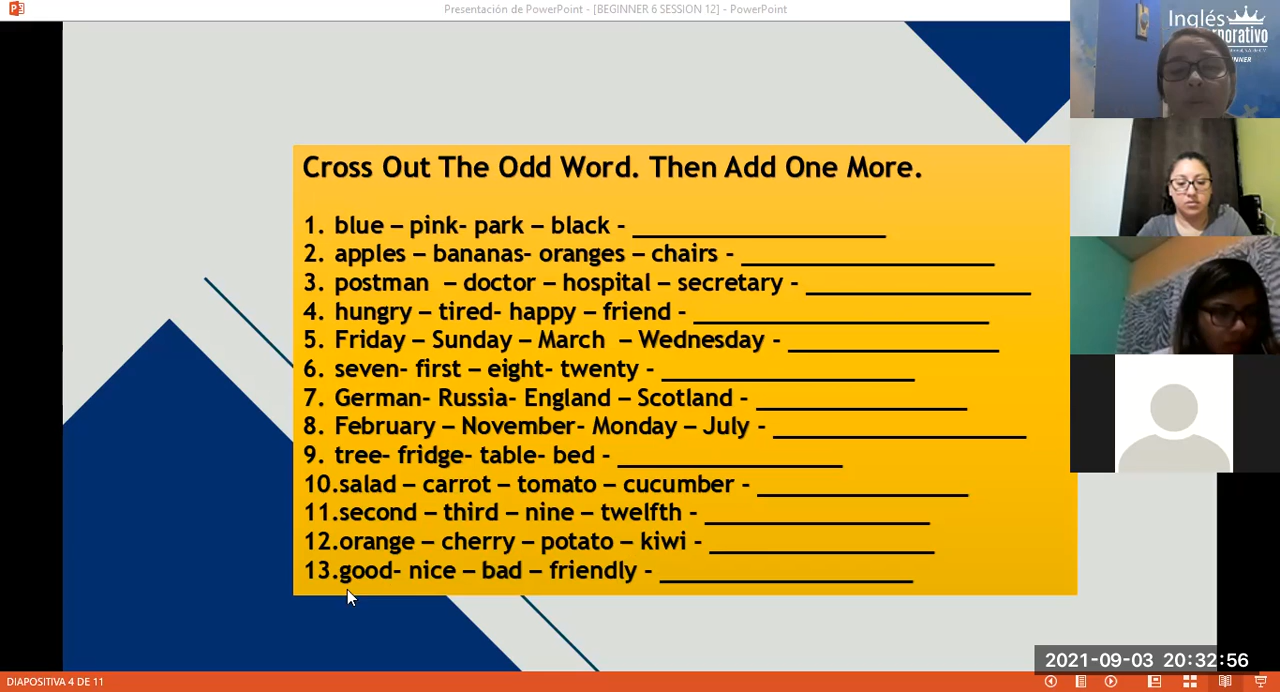 Presentación de PowerPoint - [BEGINNER 6 SESSION 12] - PowerPoint
Inglés
Cross Out The Odd Word. Then Add One More.
1. blue – pink- park – black - ____________________
2. apples – bananas- oranges – chairs - ____________________
3. postman – doctor – hospital – secretary - __________________
4. hungry – tired- happy – friend - _______________________
5. Friday – Sunday – March – Wednesday - _________________
6. seven- first – eight- twenty - ____________________
7. German- Russia- England – Scotland - _________________
8. February – November- Monday – July - ____________________
9. tree- fridge- table- bed - __________________
10.salad – carrot – tomato – cucumber - _________________
11.second – third – nine – twelfth - __________________
12.orange – cherry – potato – kiwi - __________________
13.good- nice – bad – friendly - ____________________
2021-09-03 20:32:56
DIAPOSITIVA 4 DE 11